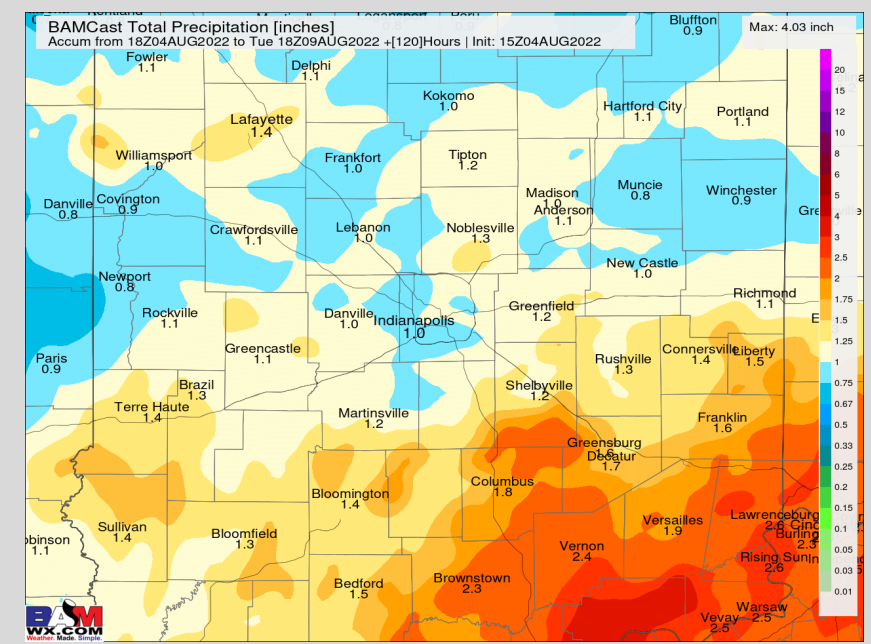 BAMCast Total Precipitation [inches]
Accum from 18Z04AUG2022 to Tue 18Z09AUG2022 +[120]Hours | Init: 15Z04AUG2022
Max: 4.03 inch
Bluffton
0.9
Fowler
1.1
Delphi
1.1
Kokomo
1.0
Hartford City
1.1
Portland
1.1
Lafayette
1.4
Williamsport
1.0
Frankfort
1.0
Tipton
1.2
Muncie
0.8
Winchester
0.9
Danville
0.8
Covington
0.9
Madison
1.0
Anderson
1.1
Crawfordsville
1.1
Lebanon
1.0
Noblesville
1.3
New Castle
1.0
Newport
0.8
Richmond
1.1
Rockville
1.1
Danville
1.0
Indianapolis
1.0
Greenfield
1.2
Greencastle
1.1
Paris
0.9
Rushville
1.3
Connersville
1.4
Liberty
1.5
Brazil
1.3
Shelbyville
1.2
Terre Haute
1.4
Martinsville
1.2
Franklin
1.6
Greensburg
1.6
Decatur
1.7
Columbus
1.8
Bloomington
1.4
Sullivan
1.4
Bloomfield
1.3
obinson
1.1
Versailles
1.9
Lawrenceburg
2.6
Vernon
2.4
Rising Sun
2.6
Bedford
1.5
Brownstown
2.3
Warsaw
2.5
Vevay
2.5
20
15
12
10
8
6
5
4
3
2.5
2
1.75
1.5
1.25
1
0.75
0.67
0.5
0.33
0.25
0.2
0.15
0.1
0.05
0.03
0.01
BAM
WX.COM
Weather. Made. Simple.